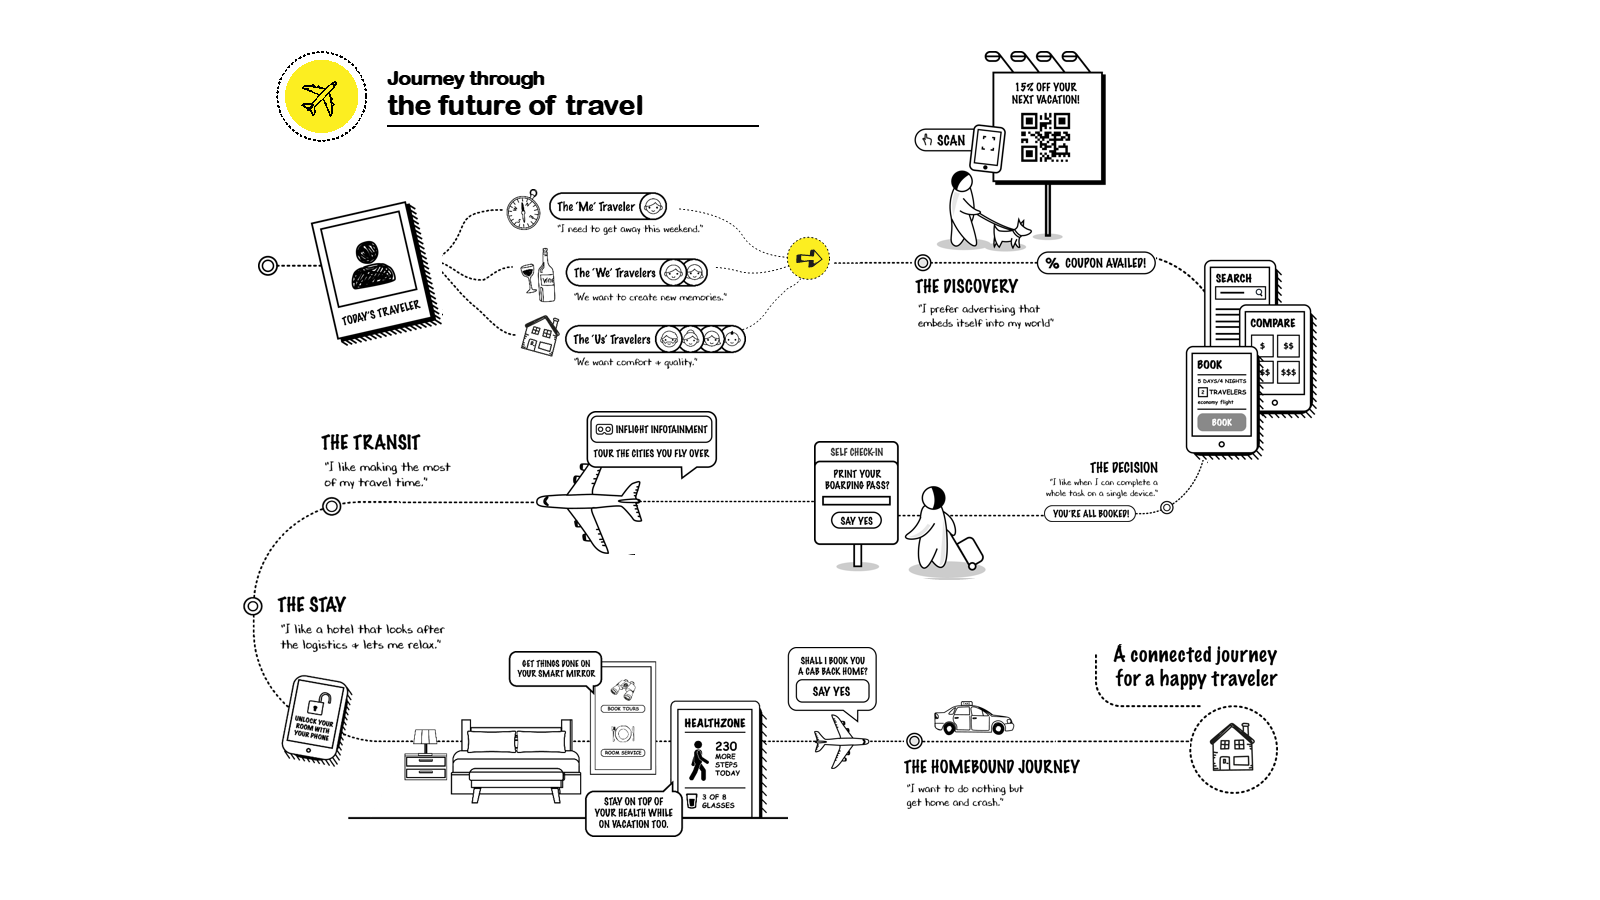 Journey through
the future of travel
15% OFF YOUR
NEXT VACATION!
SCAN
TODAY'S TRAVELER
The 'Me' Traveler
"I need to get away this weekend."
The 'We' Travelers
"We want to create new memories."
The 'Us' Travelers
"We want comfort + quality."
% COUPON AVAILED!
THE DISCOVERY
"I prefer advertising that
embeds itself into my world"
SEARCH
COMPARE
$ $$
$$ $$$
BOOK
5 DAYS/4 NIGHTS
2 TRAVELERS
economy flight
BOOK
THE DECISION
"I like when I can complete a
whole task on a single device."
YOU'RE ALL BOOKED!
SELF CHECK-IN
PRINT YOUR
BOARDING PASS?
SAY YES
INFLIGHT INFOTAINMENT
TOUR THE CITIES YOU FLY OVER
THE TRANSIT
"I like making the most
of my travel time."
THE STAY
"I like a hotel that looks after
the logistics + lets me relax."
UNLOCK YOUR
ROOM WITH
YOUR PHONE
GET THINGS DONE ON
YOUR SMART MIRROR
BOOK TOURS
ROOM SERVICE
HEALTHZONE
230
MORE
STEPS
TODAY
3 OF 8
GLASSES
STAY ON TOP OF
YOUR HEALTH WHILE
ON VACATION TOO.
SHALL I BOOK YOU
A CAB BACK HOME?
SAY YES
THE HOMEBOUND JOURNEY
"I want to do nothing but
get home and crash."
A connected journey
for a happy traveler